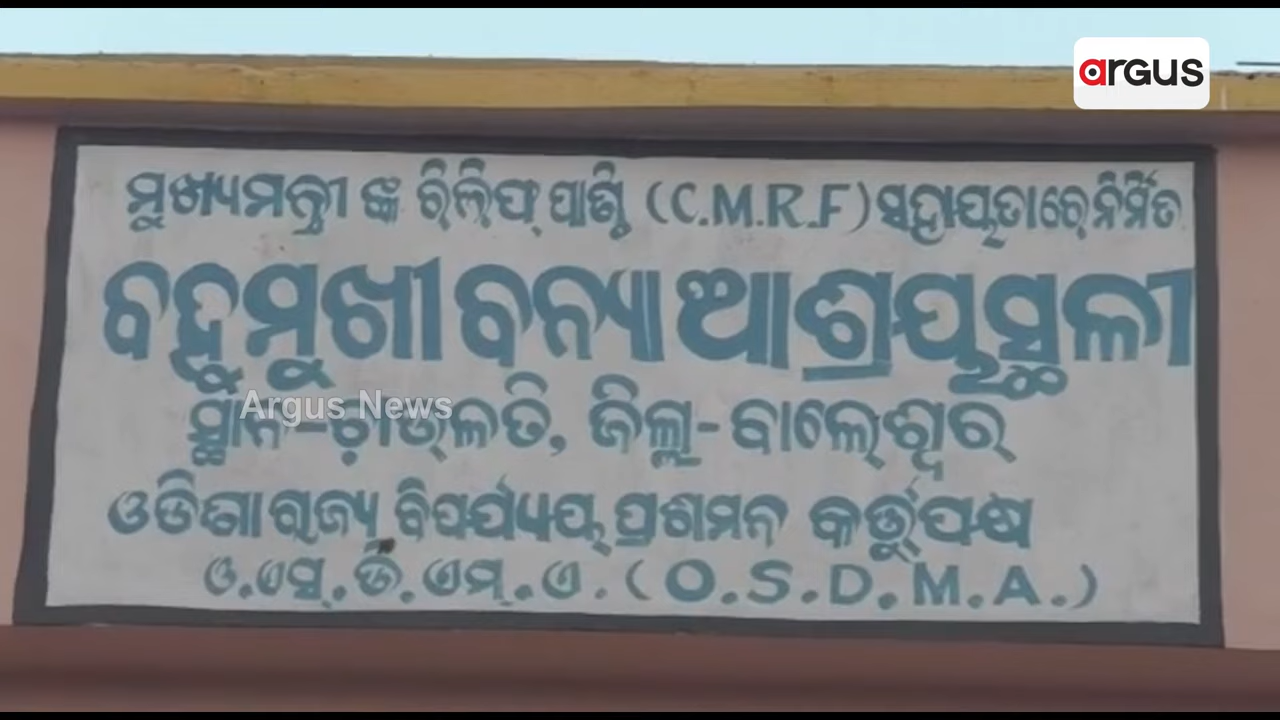 argus
ମୁଖ୍ୟମନ୍ତ୍ରୀ ଙ୍କ ରିଲିଫ୍ ପାଣ୍ଠି (C.M.R.F) ସହାୟତାରେ ନିର୍ମିତ
ବହୁମୁଖୀ ବନ୍ୟା ଆଶ୍ରୟସ୍ଥଳୀ
Argus News
ସ୍ଥାନ-ଚାଉଳତି, ଜିଲ୍ଲା-ବାଲେଶ୍ୱର
ଓଡିଶା ରାଜ୍ୟ ବିପର୍ଯ୍ୟୟ ପ୍ରଶମନ କର୍ତ୍ତୁପକ୍ଷ
ଓ.ଏସ୍.ଡି.ଏମ୍.ଏ. (O.S.D.M.A.)